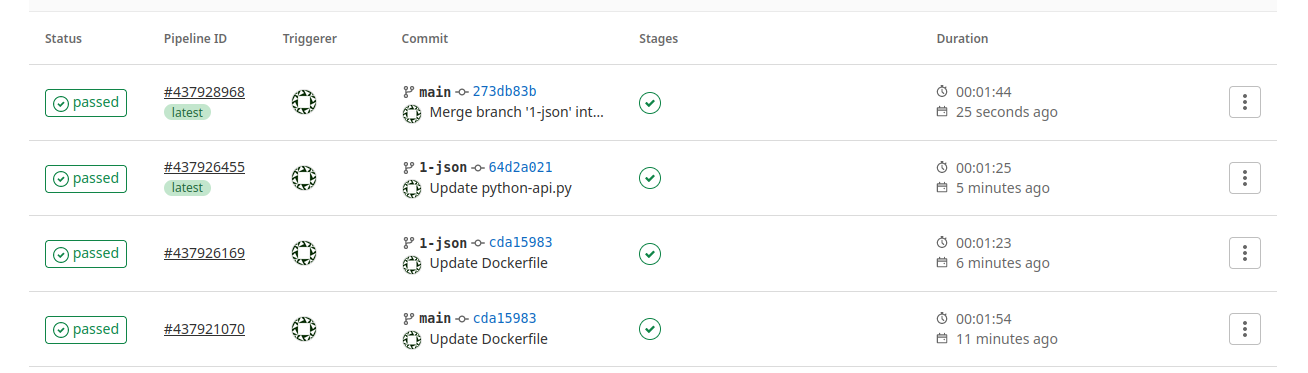 Status Pipeline ID Triggerer Commit Stages Duration
passed #437928968 main 273db83b 00:01:44
latest Merge branch '1-json' int... 25 seconds ago
passed #437926455 1-json 64d2a021 00:01:25
latest Update python-api.py 5 minutes ago
passed #437926169 1-json cda15983 00:01:23
Update Dockerfile 6 minutes ago
passed #437921070 main cda15983 00:01:54
Update Dockerfile 11 minutes ago